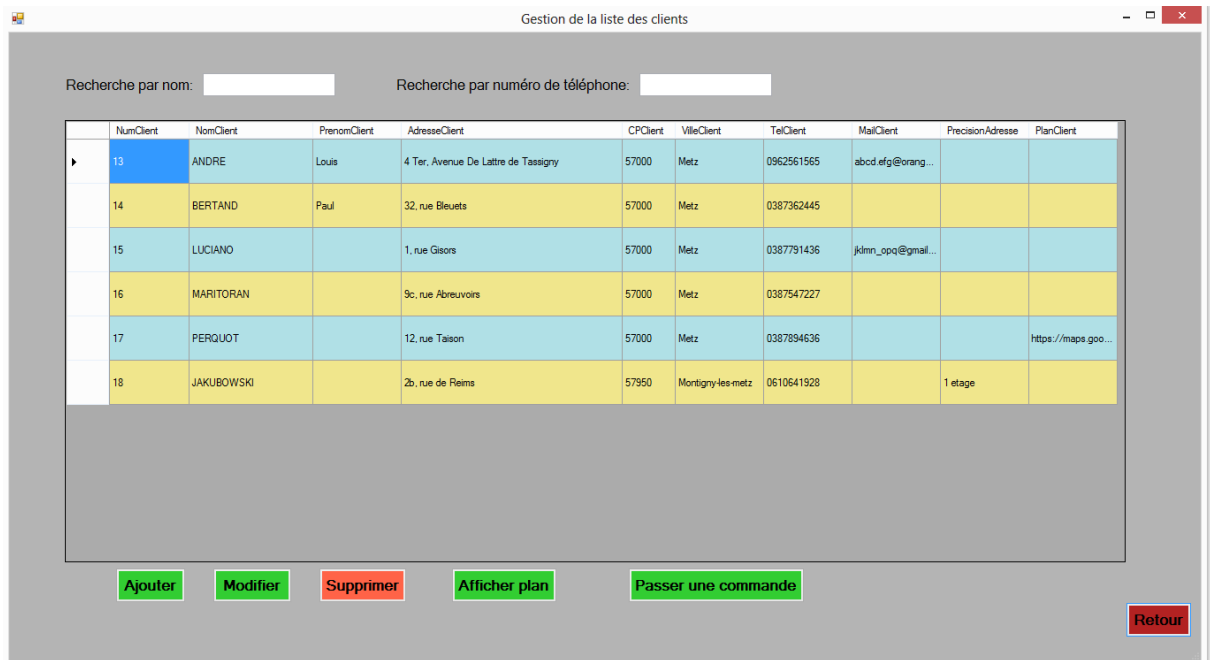 Gestion de la liste des clients
Recherche par nom: Recherche par numéro de téléphone:
NumClient NomClient PrenomClient AdresseClient CPClient VilleClient TelClient MailClient PrecisionAdresse PlanClient
13 ANDRE Louis 4 Ter, Avenue De Lattre de Tassigny 57000 Metz 0962561565 abcd.efg@orang...
14 BERTAND Paul 32, rue Bleuets 57000 Metz 0387362445
15 LUCIANO 1, rue Gisors 57000 Metz 0387791436 jklmn_opq@gmail...
16 MARITORAN 9c, rue Abreuvoirs 57000 Metz 0387547227
17 PERQUOT 12, rue Taison 57000 Metz 0387894636 https://maps.goo...
18 JAKUBOWSKI 2b, rue de Reims 57950 Montigny-les-metz 0610641928 1 etage
Ajouter Modifier Supprimer Afficher plan Passer une commande
Retour